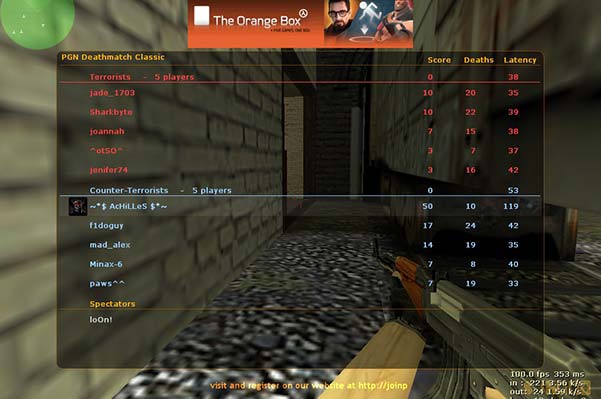 The Orange Box
PGN Deathmatch Classic
Score Deaths Latency
Terrorists - 5 players 0 38
jade_1703 10 20 35
Sharkbyte 10 22 39
joannah 7 15 38
^otSO^ 3 7 37
jenifer74 3 16 42
Counter-Terrorists - 5 players 0 53
~*$ AcHiLLeS $*~ 50 10 119
f1doguy 17 24 42
mad_alex 14 19 35
Minax-6 7 8 40
paws^^ 7 19 33
Spectators
loOn!
visit and register on our website at http://joinp
100.0 fps 353 ms
in : 221 3.56 k/s
out: 24 1.59 k/s